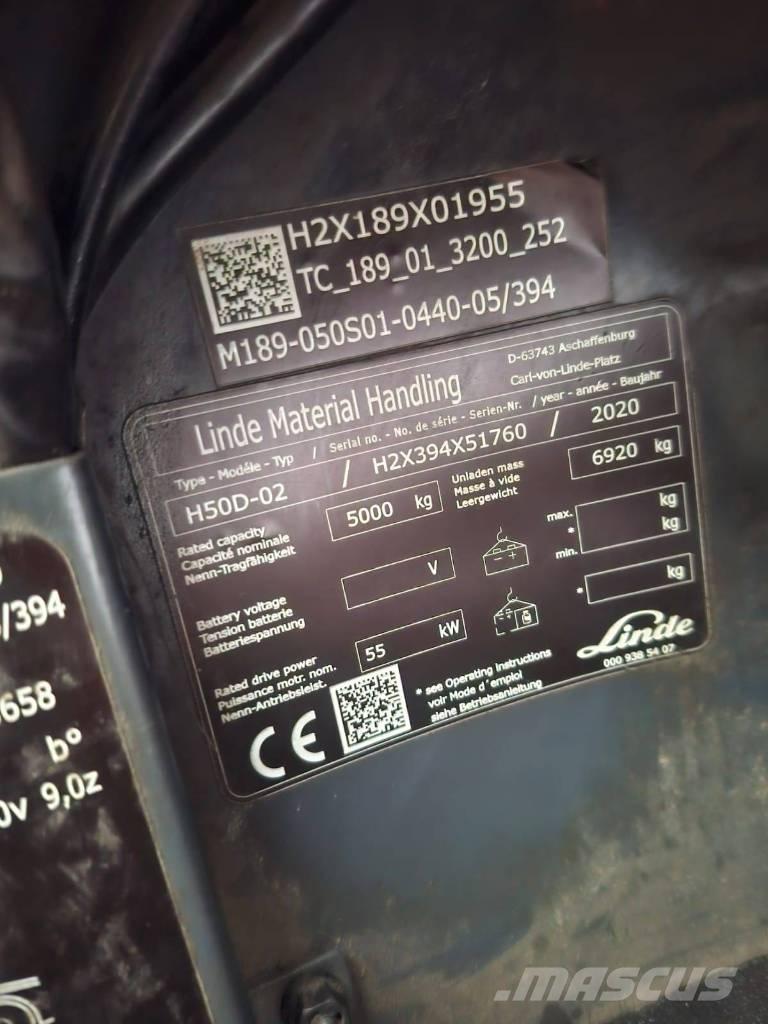 H2X189X01955
TC_189_01_3200_252
M189-050S01-0440-05/394
Linde Material Handling
D-63743 Aschaffenburg
Carl-von-Linde-Platz
Type - Modèle - Typ / Serial no. - No. de série - Serien-Nr. / year - année - Baujahr
H50D-02 / H2X394X51760 / 2020
Rated capacity
Capacité nominale
Nenn-Tragfähigkeit
5000 kg
Unladen mass
Masse à vide
Leergewicht
6920 kg
Battery voltage
Tension batterie
Batteriespannung
V
max.
*
min.
kg
kg
* kg
Rated drive power
Puissance motr. nom.
Nenn-Antriebsleist.
55 kW
CE
* see Operating Instructions
voir Mode d'emploi
siehe Betriebsanleitung
Linde
000 938 54 07
/394
658
b°
0v 9,0z
MASCUS